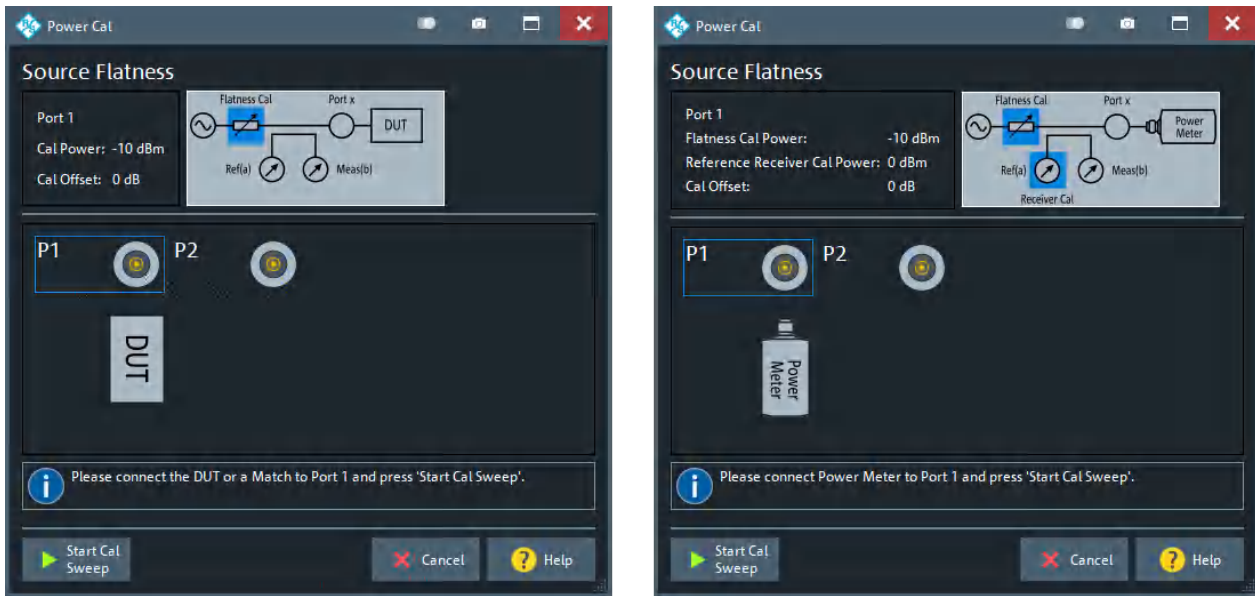 Power Cal
Source Flatness
Port 1
Cal Power: -10 dBm
Cal Offset: 0 dB
Flatness Cal
Port x
DUT
Ref(a)
Meas(b)
P1
P2
DUT
Please connect the DUT or a Match to Port 1 and press 'Start Cal Sweep'.
Start Cal
Sweep
Cancel
? Help
Power Cal
Source Flatness
Port 1
Flatness Cal Power: -10 dBm
Reference Receiver Cal Power: 0 dBm
Cal Offset: 0 dB
Flatness Cal
Port x
Power
Meter
Ref(a)
Meas(b)
Receiver Cal
P1
P2
Power
Meter
Please connect Power Meter to Port 1 and press 'Start Cal Sweep'.
Start Cal
Sweep
Cancel
? Help